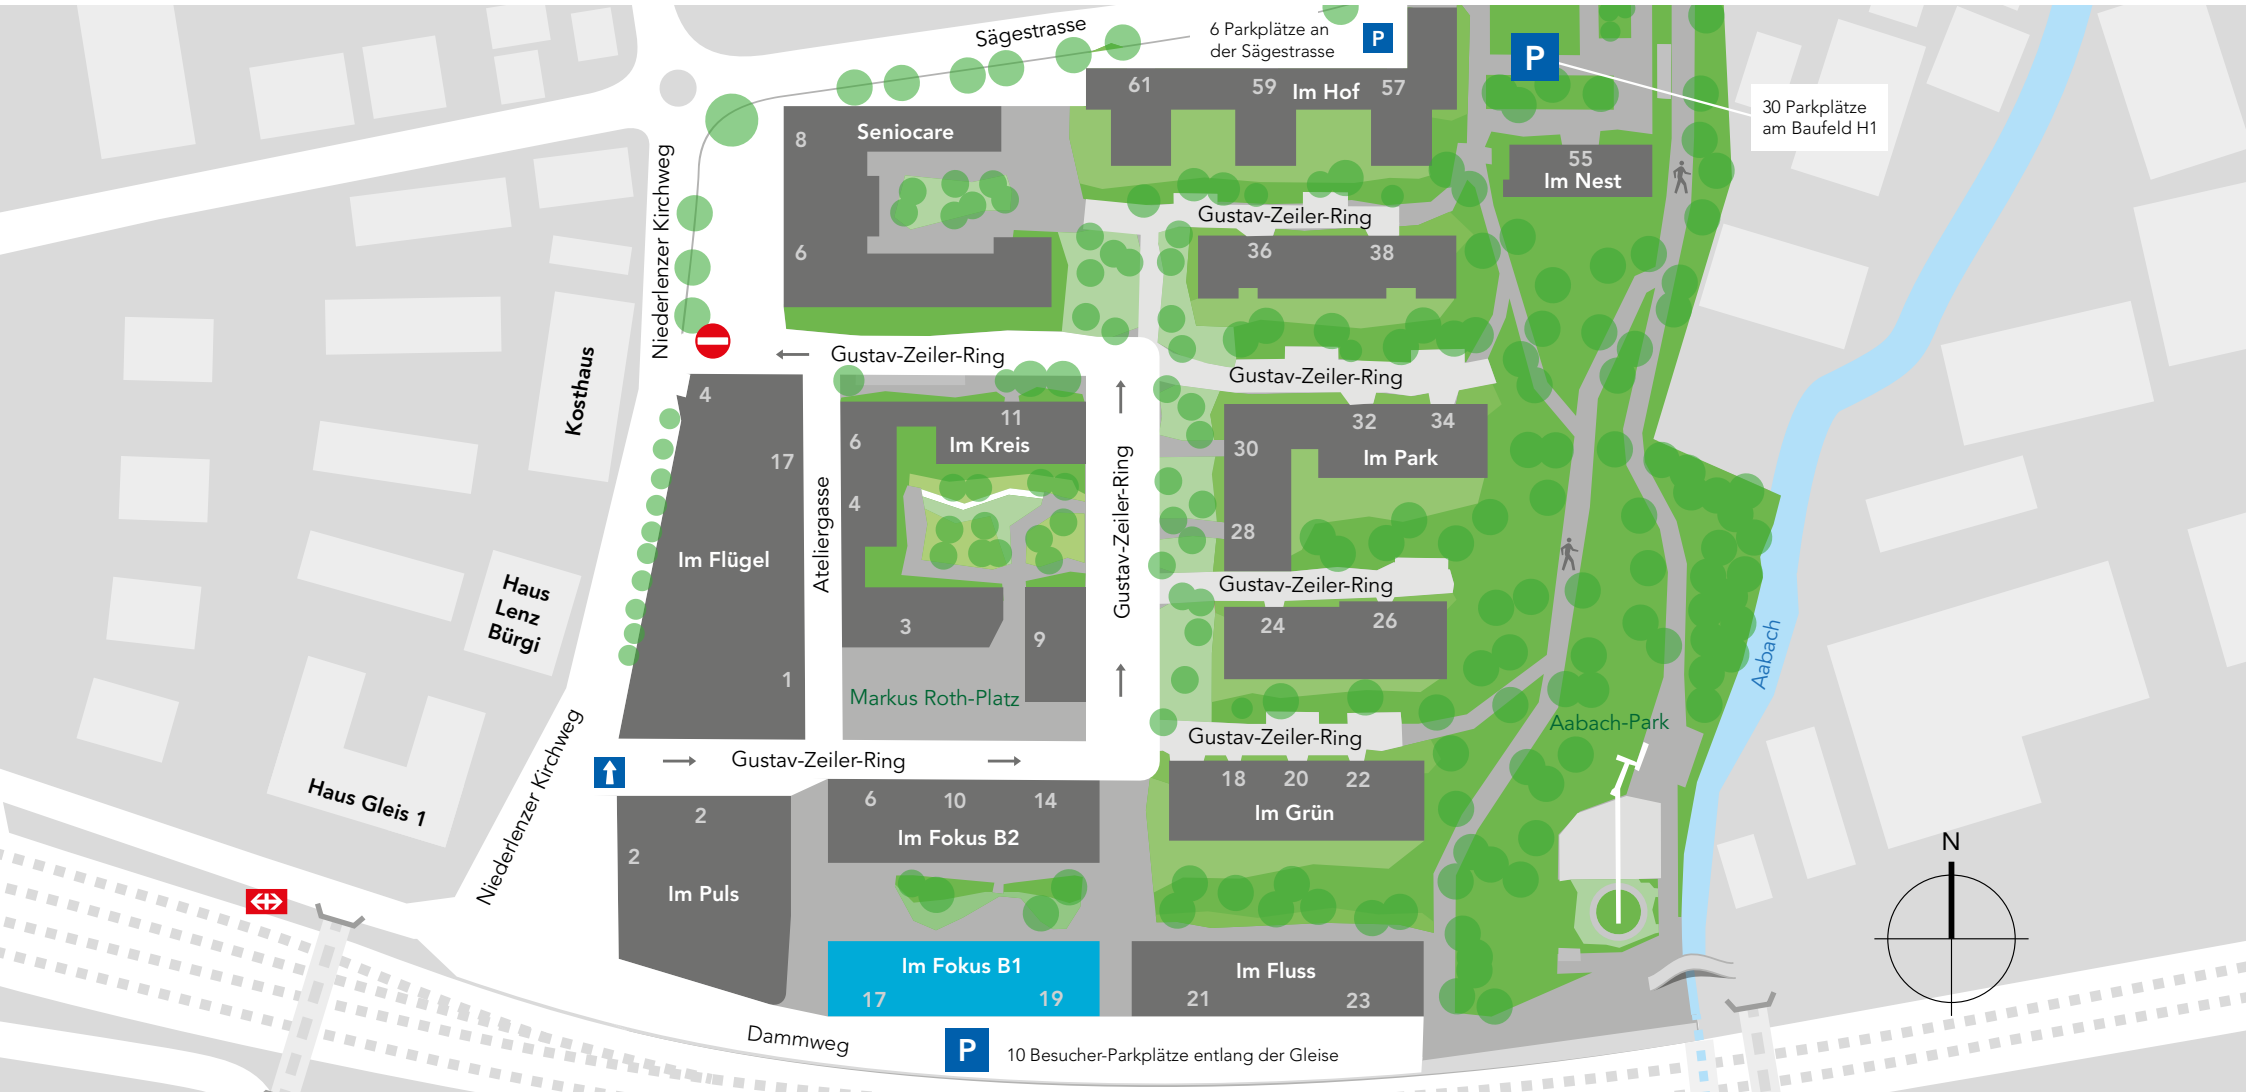 Sägestrasse
6 Parkplätze an
der Sägestrasse
P
P
30 Parkplätze
am Baufeld H1
61
59
Im Hof
57
8
Seniocare
6
55
Im Nest
Niederlenzer Kirchweg
Gustav-Zeiler-Ring
36
38
Gustav-Zeiler-Ring
Gustav-Zeiler-Ring
Kosthaus
4
17
Im Flügel
1
Ateliergasse
11
6
Im Kreis
4
3
9
Markus Roth-Platz
Gustav-Zeiler-Ring
32
34
30
Im Park
28
Gustav-Zeiler-Ring
24
26
Haus
Lenz
Bürgi
Aabach
Aabach-Park
Gustav-Zeiler-Ring
18
20
22
Im Grün
Haus Gleis 1
Niederlenzer Kirchweg
Gustav-Zeiler-Ring
2
2
Im Puls
6
10
14
Im Fokus B2
N
Im Fokus B1
17
19
Im Fluss
21
23
Dammweg
P
10 Besucher-Parkplätze entlang der Gleise